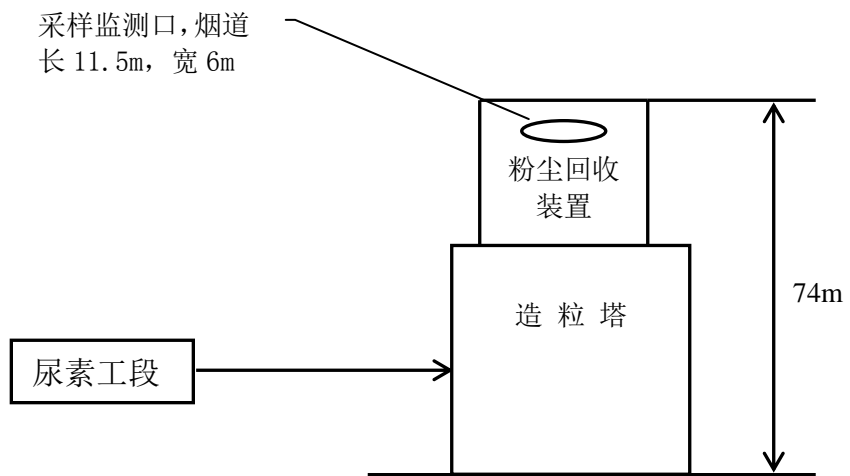 采样监测口，烟道
长 11.5m，宽 6m
粉尘回收
装置
74m
造 粒 塔
尿素工段